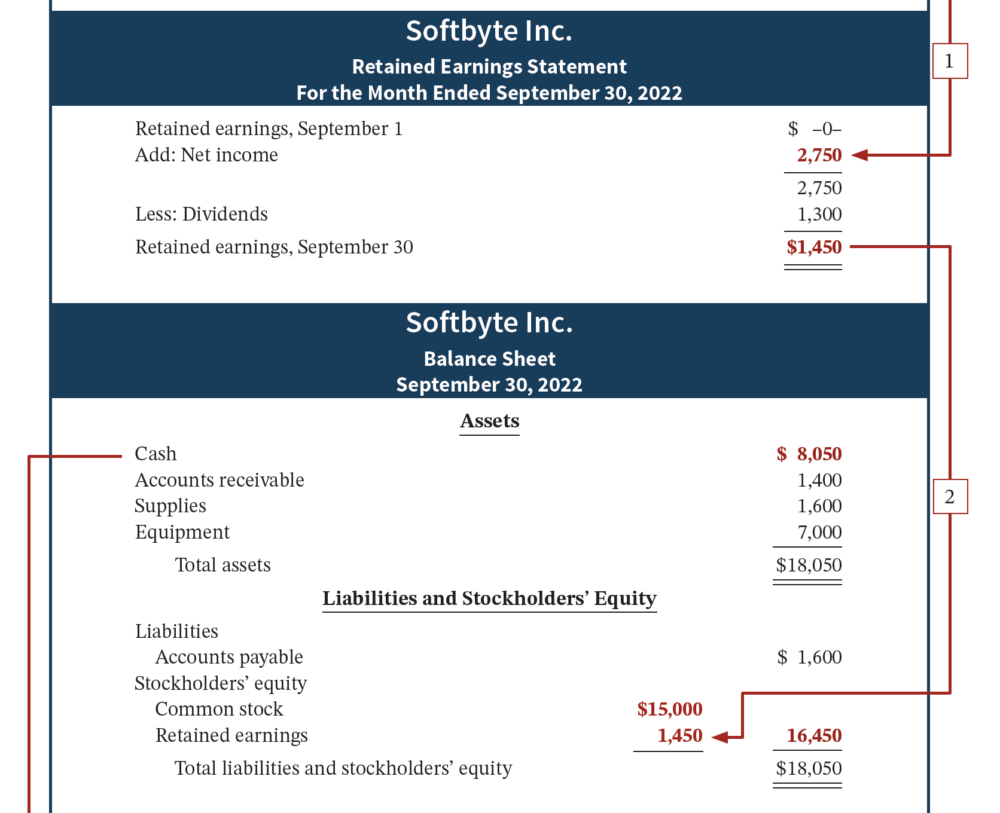 Softbyte Inc.
Retained Earnings Statement
For the Month Ended September 30, 2022
1
Retained earnings, September 1 $ –0–
Add: Net income 2,750
2,750
Less: Dividends 1,300
Retained earnings, September 30 $1,450
Softbyte Inc.
Balance Sheet
September 30, 2022
Assets
Cash $ 8,050
Accounts receivable 1,400
2
Supplies 1,600
Equipment 7,000
Total assets $18,050
Liabilities and Stockholders’ Equity
Liabilities
Accounts payable $ 1,600
Stockholders’ equity
Common stock $15,000
Retained earnings 1,450 16,450
Total liabilities and stockholders’ equity $18,050